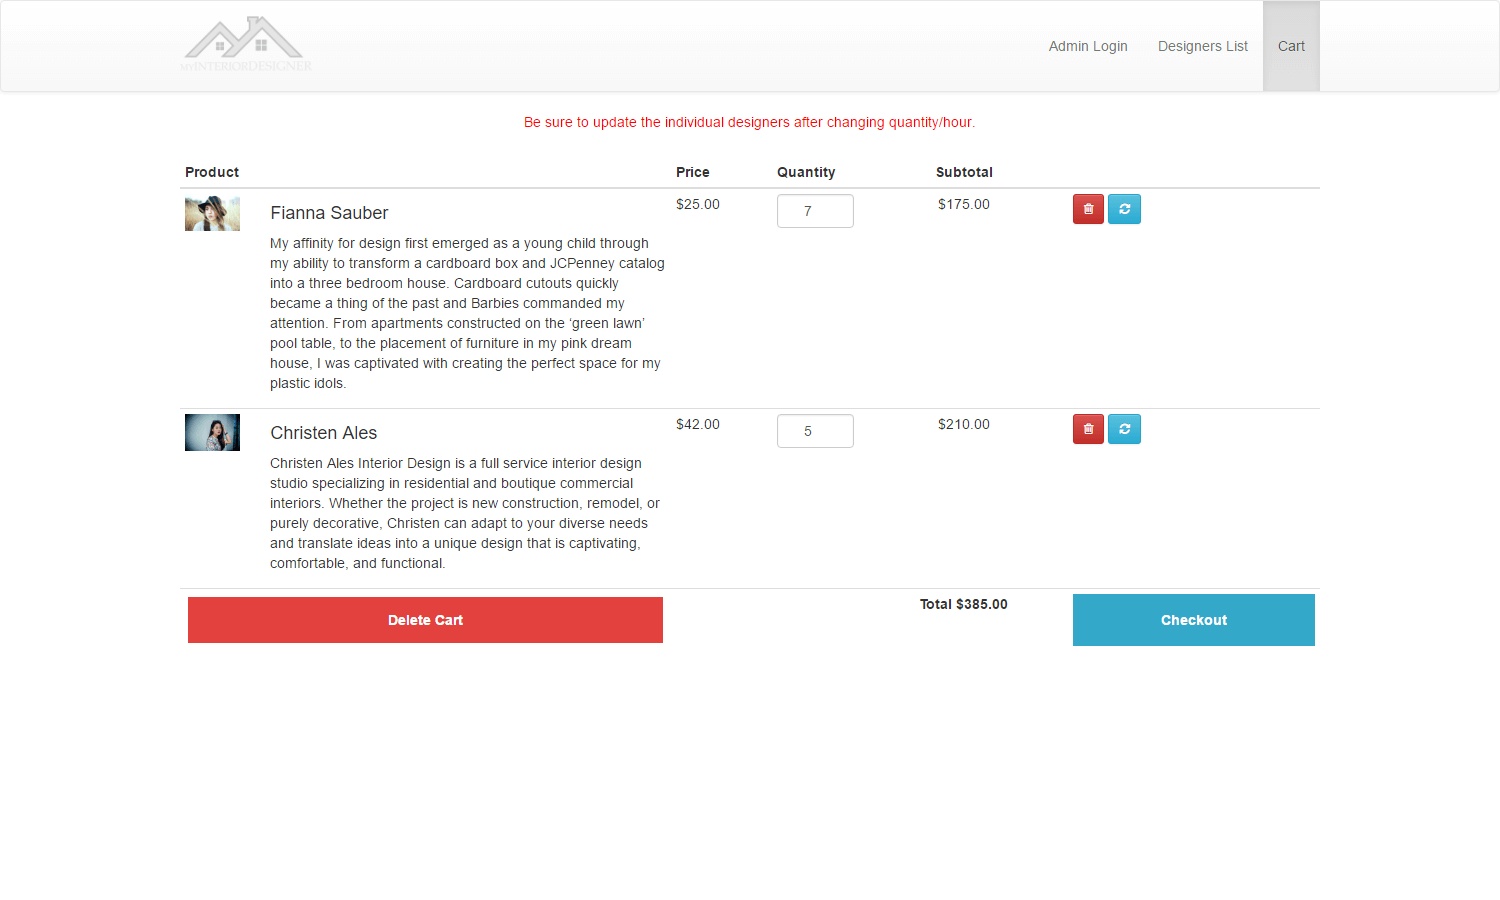 MYINTERIORDESIGNER
Admin Login
Designers List
Cart
Be sure to update the individual designers after changing quantity/hour.
Product Price Quantity Subtotal
Fianna Sauber $25.00 7 $175.00
My affinity for design first emerged as a young child through
my ability to transform a cardboard box and JCPenney catalog
into a three bedroom house. Cardboard cutouts quickly
became a thing of the past and Barbies commanded my
attention. From apartments constructed on the ‘green lawn’
pool table, to the placement of furniture in my pink dream
house, I was captivated with creating the perfect space for my
plastic idols.
Christen Ales $42.00 5 $210.00
Christen Ales Interior Design is a full service interior design
studio specializing in residential and boutique commercial
interiors. Whether the project is new construction, remodel, or
purely decorative, Christen can adapt to your diverse needs
and translate ideas into a unique design that is captivating,
comfortable, and functional.
Delete Cart Total $385.00 Checkout